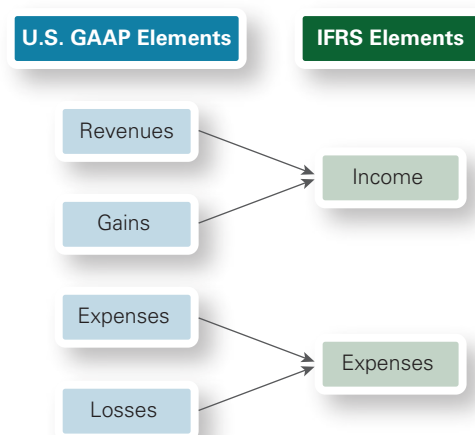 U.S. GAAP Elements
IFRS Elements
Revenues
Income
Gains
Expenses
Expenses
Losses